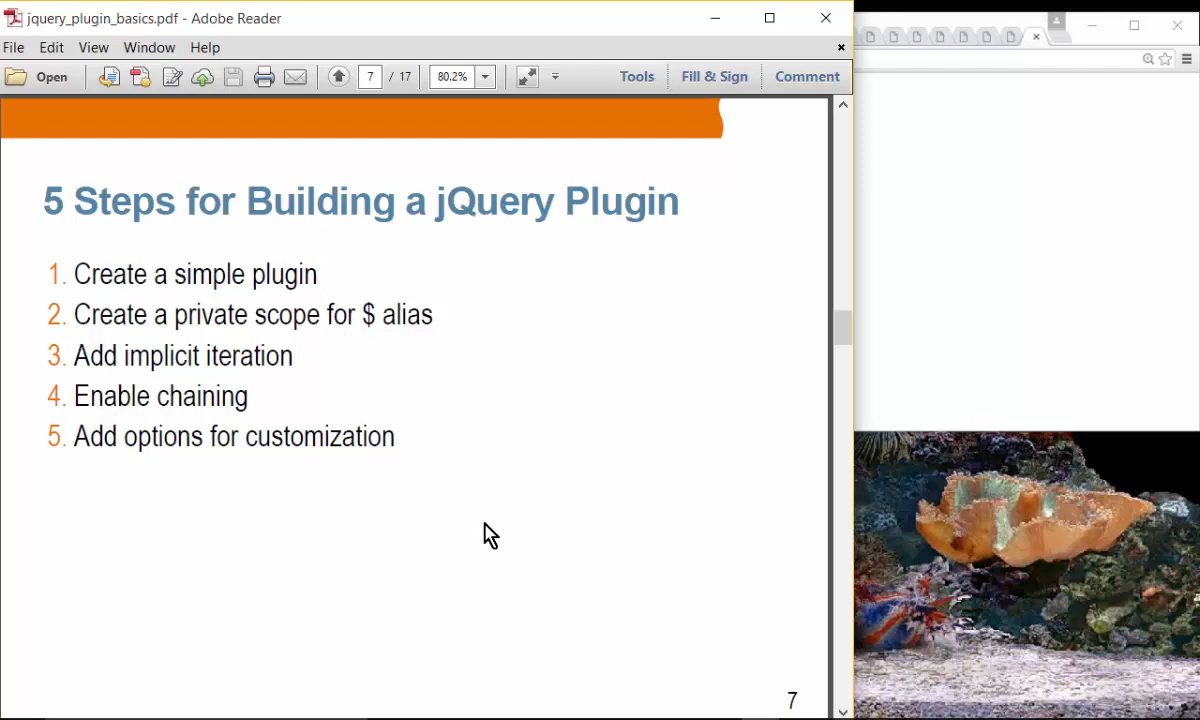 jquery_plugin_basics.pdf - Adobe Reader
File Edit View Window Help
Open 7 / 17 80.2% Tools Fill & Sign Comment
5 Steps for Building a jQuery Plugin
1. Create a simple plugin
2. Create a private scope for $ alias
3. Add implicit iteration
4. Enable chaining
5. Add options for customization
7